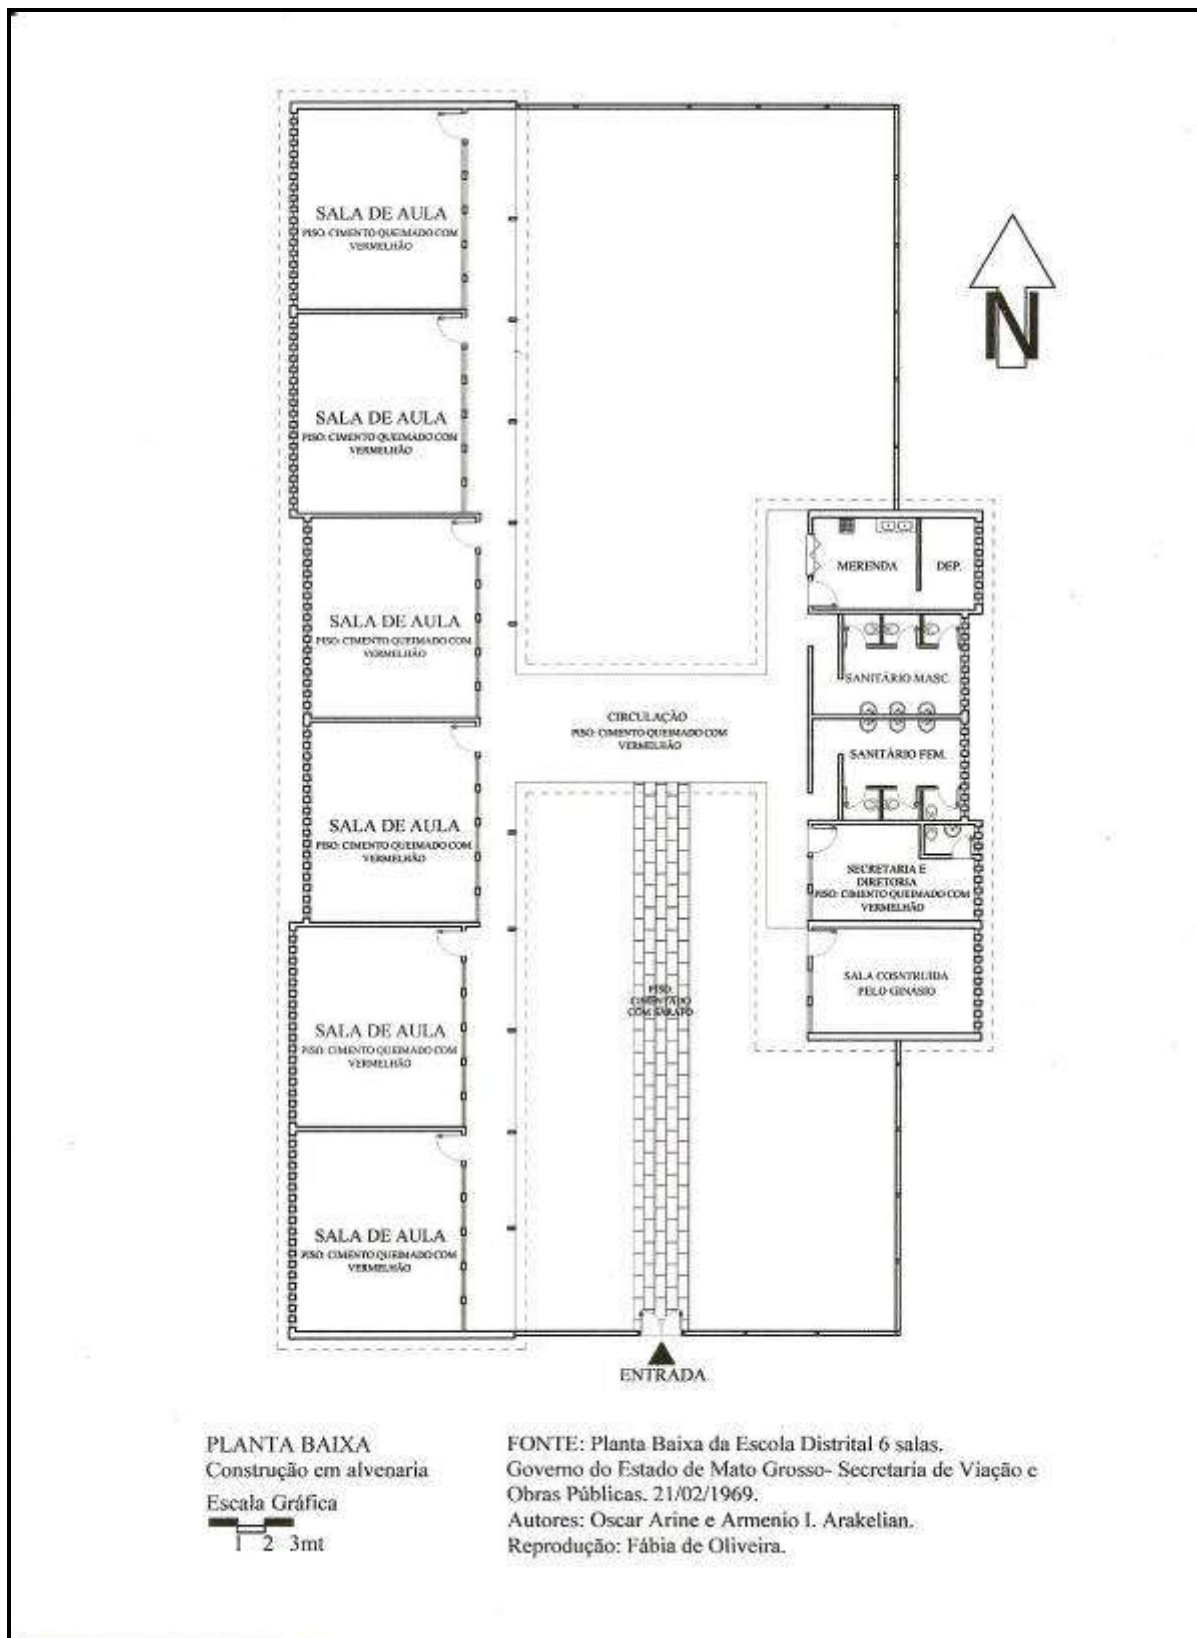 SALA DE AULA
PISO: CIMENTO QUEIMADO COM
VERMELHÃO
SALA DE AULA
PISO: CIMENTO QUEIMADO COM
VERMELHÃO
N
MERENDA
DEP.
SALA DE AULA
PISO: CIMENTO QUEIMADO COM
VERMELHÃO
SANITÁRIO MASC.
CIRCULAÇÃO
PISO: CIMENTO QUEIMADO COM
VERMELHÃO
SANITÁRIO FEM.
SALA DE AULA
PISO: CIMENTO QUEIMADO COM
VERMELHÃO
SECRETARIA E
DIRETORIA
PISO: CIMENTO QUEIMADO COM
VERMELHÃO
SALA COSNTRUIDA
PELO GINASIO
PISO:
CIMENTADO
COM SARAFO
SALA DE AULA
PISO: CIMENTO QUEIMADO COM
VERMELHÃO
SALA DE AULA
PISO: CIMENTO QUEIMADO COM
VERMELHÃO
ENTRADA
PLANTA BAIXA
Construção em alvenaria
Escala Gráfica
1 2 3mt
FONTE: Planta Baixa da Escola Distrital 6 salas.
Governo do Estado de Mato Grosso- Secretaria de Viação e
Obras Públicas. 21/02/1969.
Autores: Oscar Arine e Armenio I. Arakelian.
Reprodução: Fábia de Oliveira.